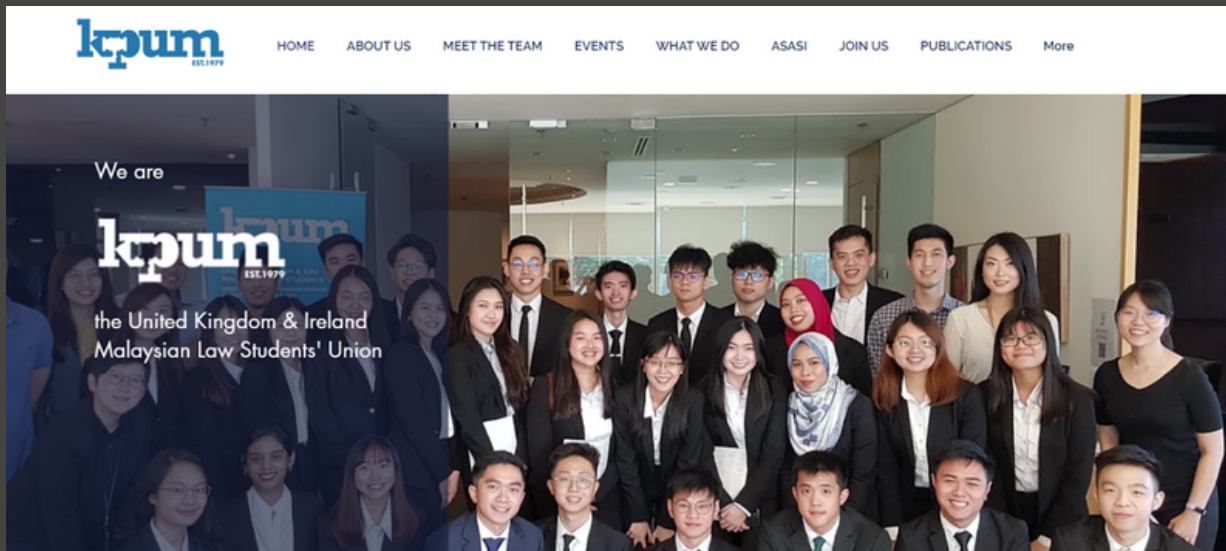 kpum
EST.1979
HOME
ABOUT US
MEET THE TEAM
EVENTS
WHAT WE DO
ASASI
JOIN US
PUBLICATIONS
More
We are
kpum
EST.1979
the United Kingdom & Ireland
Malaysian Law Students' Union
kpum